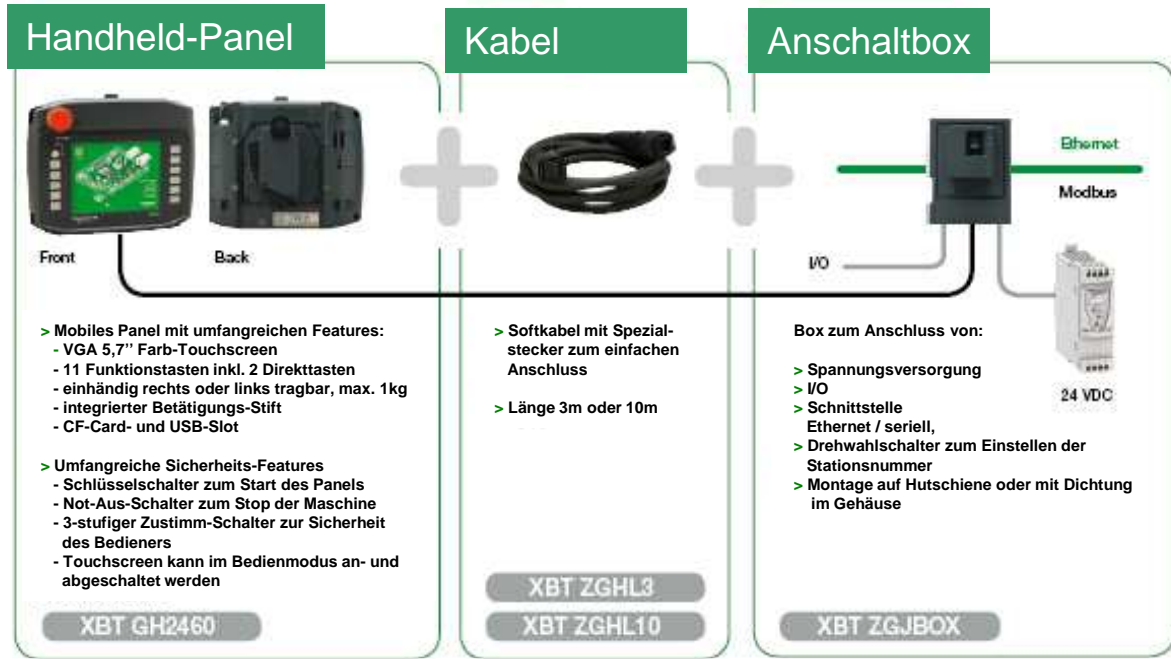 Handheld-Panel
Kabel
Anschaltbox
Front
Back
Ethernet
Modbus
I/O
24 VDC
> Mobiles Panel mit umfangreichen Features:
- VGA 5,7’’ Farb-Touchscreen
- 11 Funktionstasten inkl. 2 Direkttasten
- einhändig rechts oder links tragbar, max. 1kg
- integrierter Betätigungs-Stift
- CF-Card- und USB-Slot
> Umfangreiche Sicherheits-Features
- Schlüsselschalter zum Start des Panels
- Not-Aus-Schalter zum Stop der Maschine
- 3-stufiger Zustimm-Schalter zur Sicherheit
des Bedieners
- Touchscreen kann im Bedienmodus an- und
abgeschaltet werden
XBT GH2460
> Softkabel mit Spezial-
stecker zum einfachen
Anschluss
> Länge 3m oder 10m
XBT ZGHL3
XBT ZGHL10
Box zum Anschluss von:
> Spannungsversorgung
> I/O
> Schnittstelle
Ethernet / seriell,
> Drehwahlschalter zum Einstellen der
Stationsnummer
> Montage auf Hutschiene oder mit Dichtung
im Gehäuse
XBT ZGJBOX